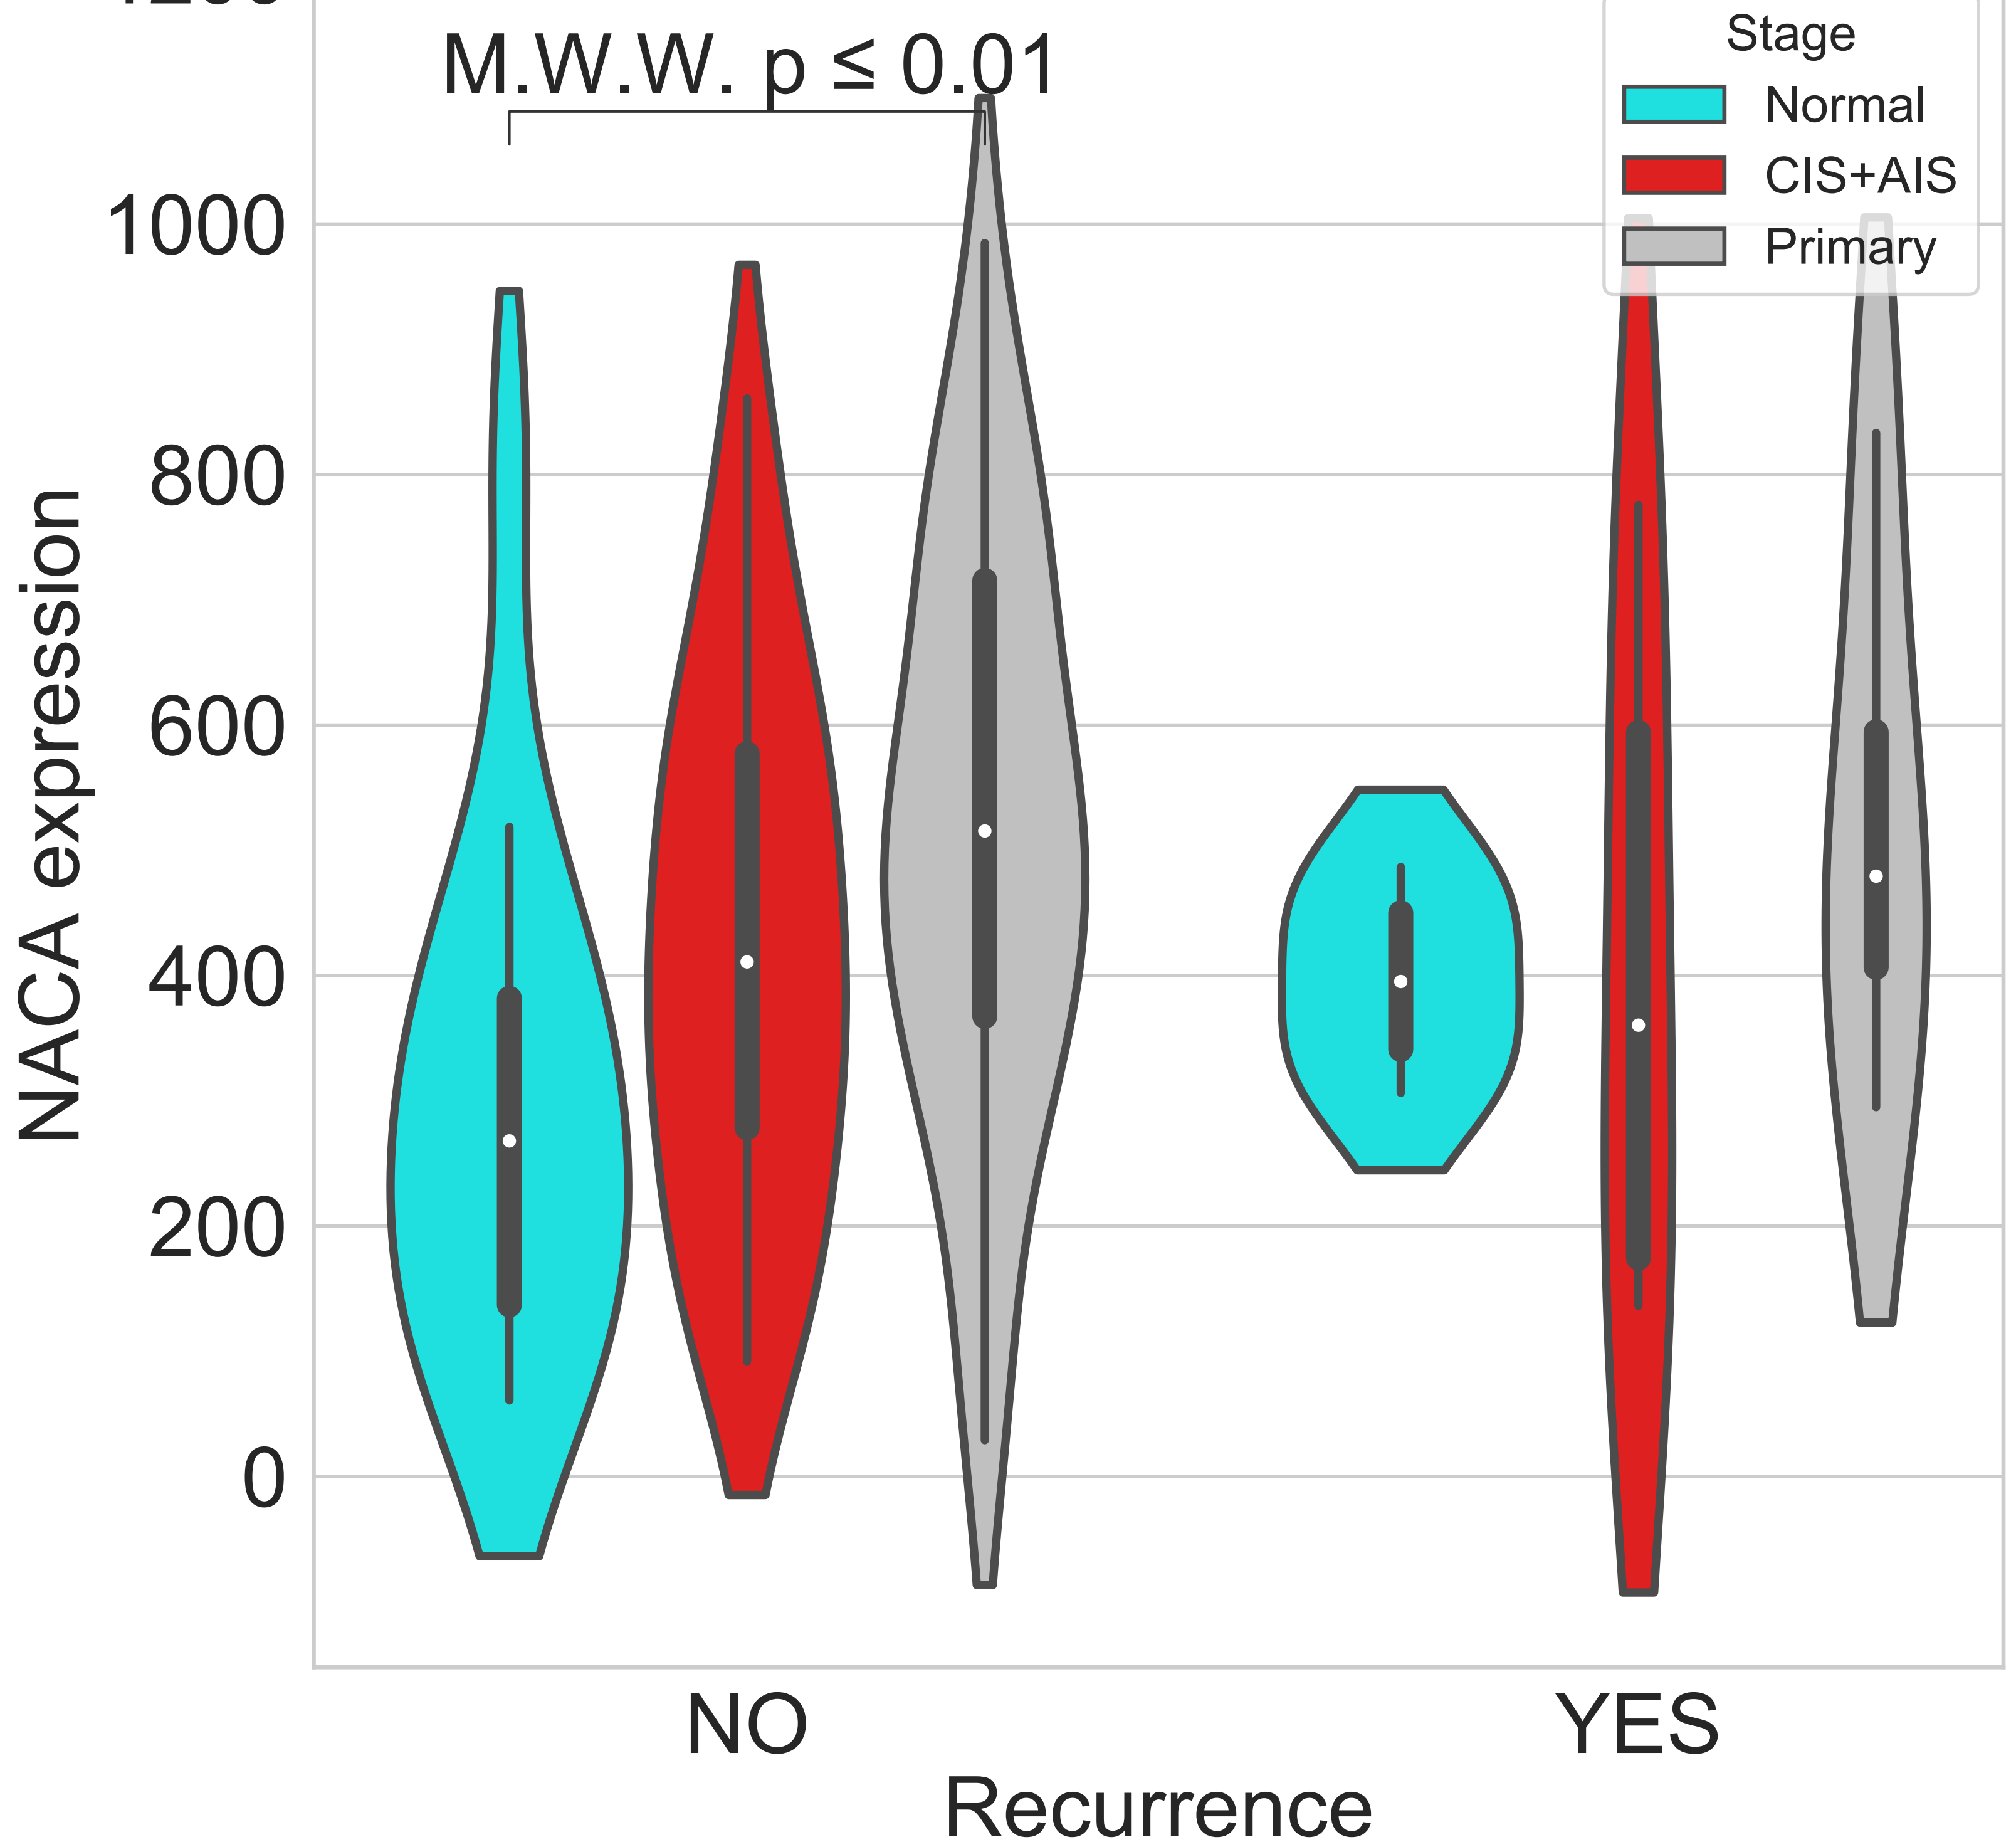 M.W.W. p ≤ 0.01
Stage
Normal
CIS+AIS
Primary
1000
800
600
400
200
0
NACA expression
NO
YES
Recurrence